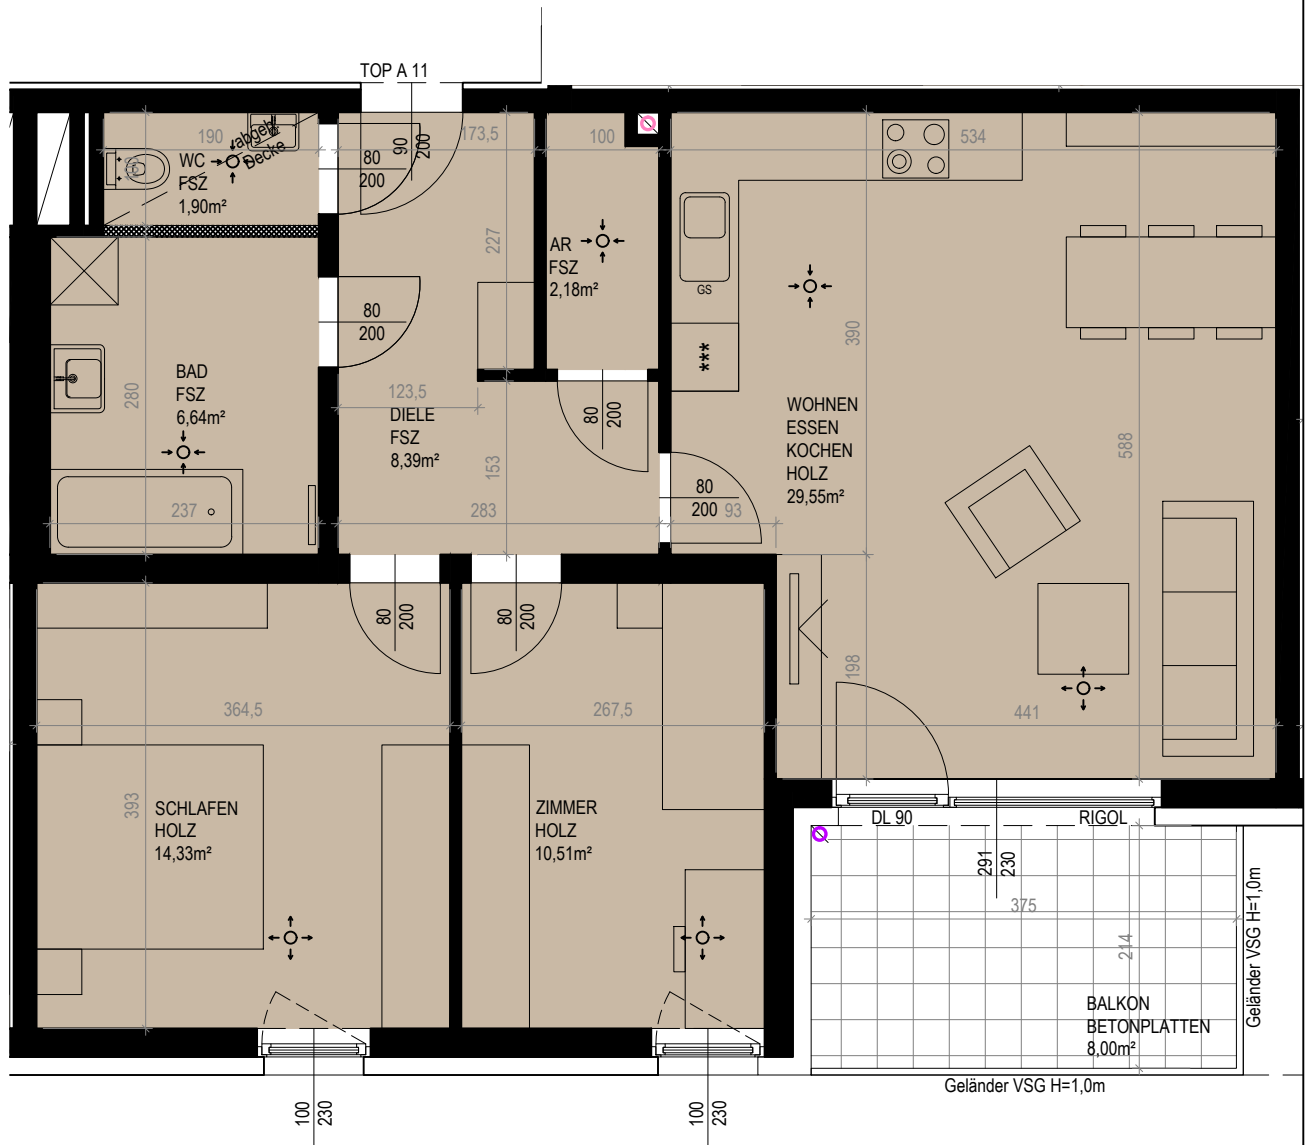 TOP A 11
190
173,5
100
534
abgeh.
Decke
90
200
80
200
WC
FSZ
1,90m²
227
AR
FSZ
2,18m²
GS
80
200
390
***
BAD
FSZ
6,64m²
280
123,5
DIELE
FSZ
8,39m²
80
200
WOHNEN
ESSEN
KOCHEN
HOLZ
29,55m²
588
153
237
283
80
200
93
80
200
80
200
198
364,5
267,5
441
393
SCHLAFEN
HOLZ
14,33m²
ZIMMER
HOLZ
10,51m²
DL 90
RIGOL
291
230
375
214
Geländer VSG H=1,0m
BALKON
BETONPLATTEN
8,00m²
Geländer VSG H=1,0m
100
230
100
230